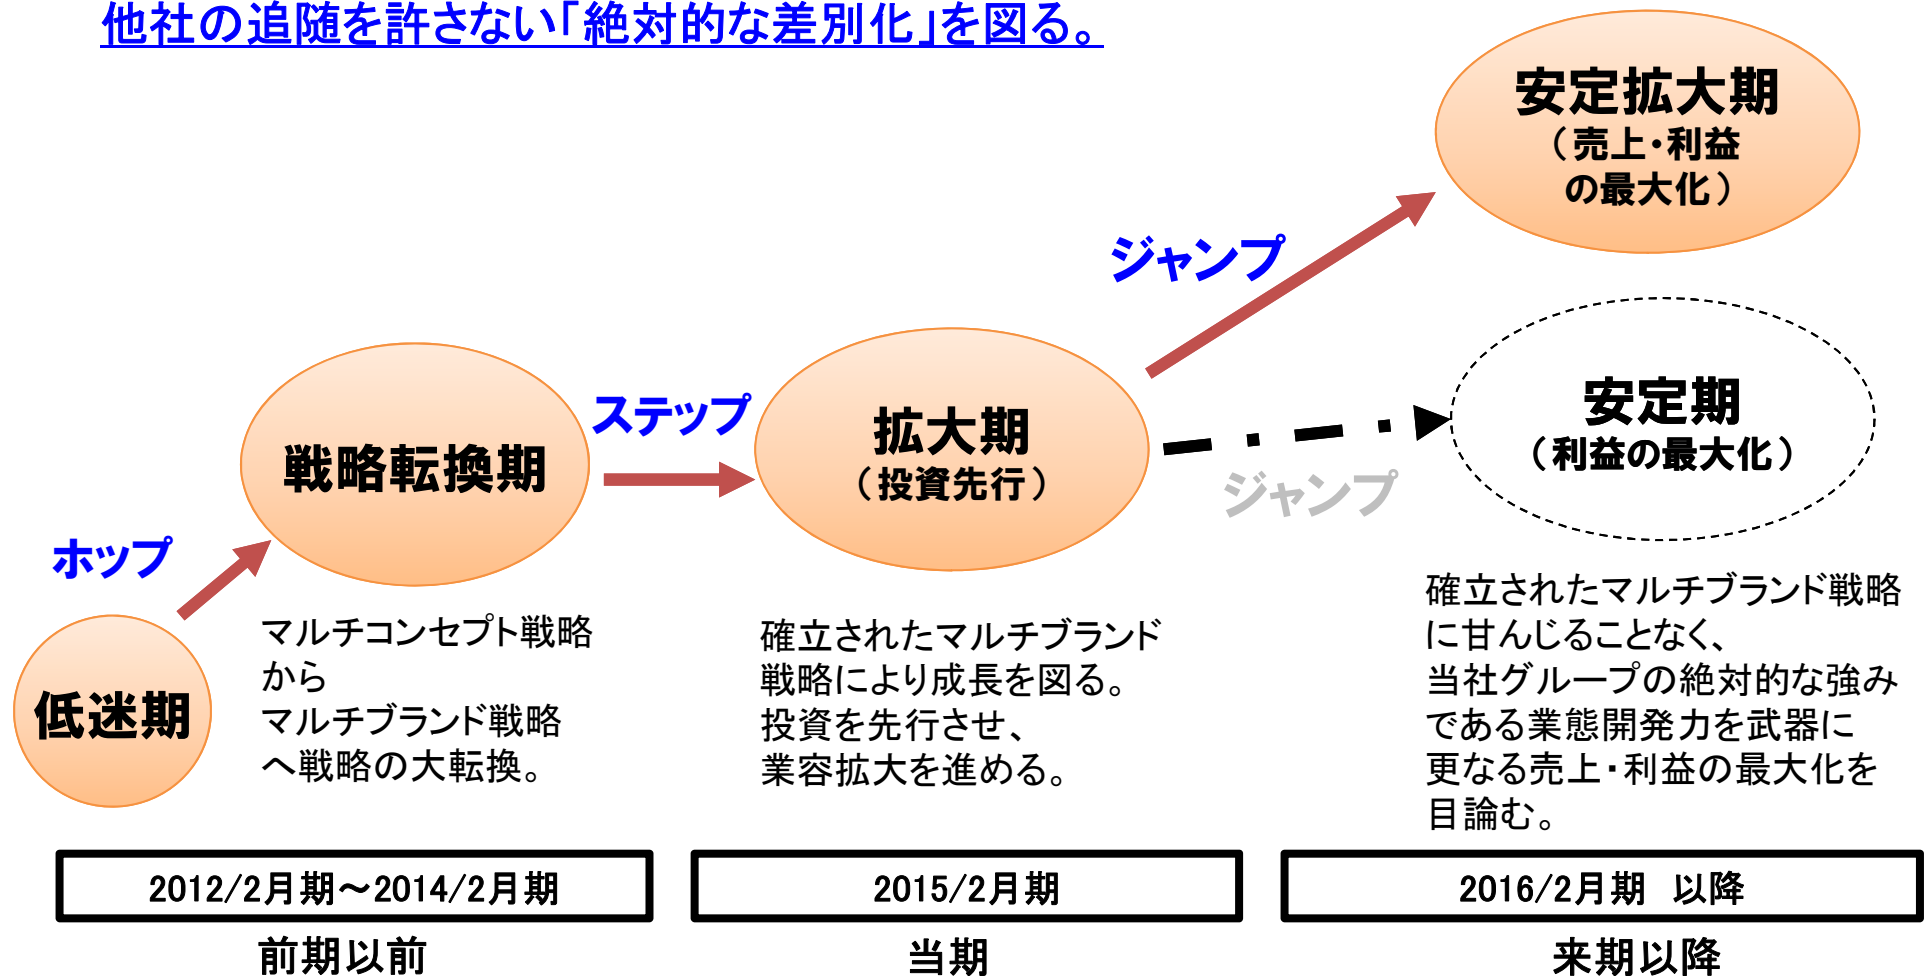 他社の追随を許さない「絶対的な差別化」を図る。
安定拡大期
（売上・利益
の最大化）
ジャンプ
安定期
（利益の最大化）
ジャンプ
ステップ
拡大期
（投資先行）
戦略転換期
ホップ
低迷期
マルチコンセプト戦略
から
マルチブランド戦略
へ戦略の大転換。
確立されたマルチブランド
戦略により成長を図る。
投資を先行させ、
業容拡大を進める。
確立されたマルチブランド戦略
に甘んじることなく、
当社グループの絶対的な強み
である業態開発力を武器に
更なる売上・利益の最大化を
目論む。
2012/2月期～2014/2月期
2015/2月期
2016/2月期　以降
前期以前
当期
来期以降